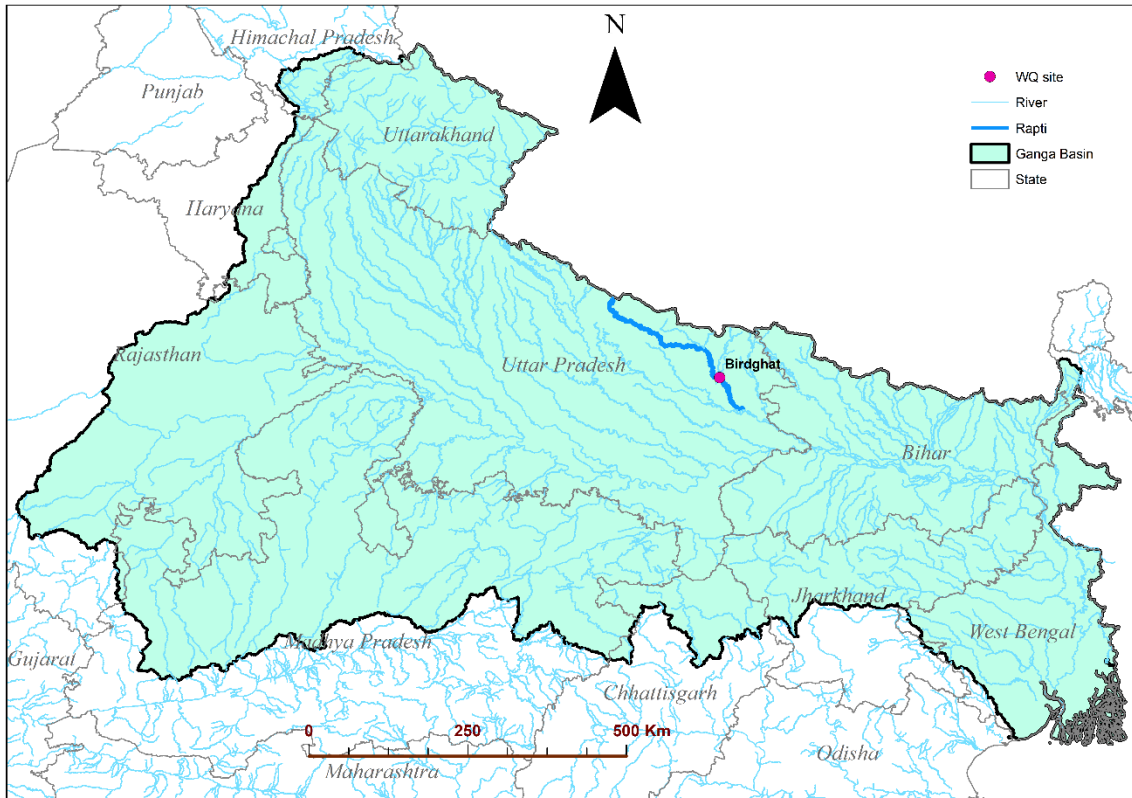 Himachal Pradesh
N
Punjab
WQ site
River
Uttarakhand
Rapti
Ganga Basin
State
Haryana
Rajasthan
Uttar Pradesh
Birdghat
Bihar
Jharkhand
West Bengal
Madhya Pradesh
Gujarat
Chhattisgarh
0 250 500 Km
Odisha
Maharashtra